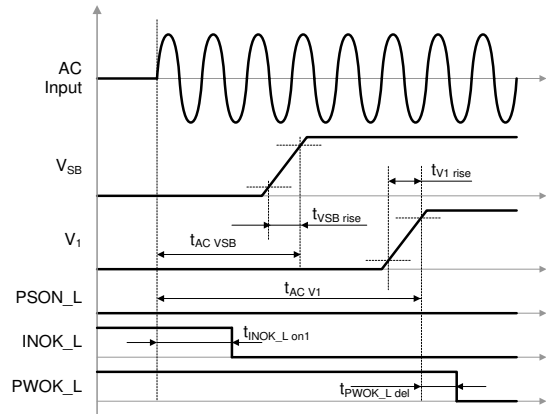 AC
Input
VSB
tV1 rise
tVSB rise
V1
tAC VSB
tAC V1
PSON_L
INOK_L
tINOK_L on1
PWOK_L
tPWOK_L del